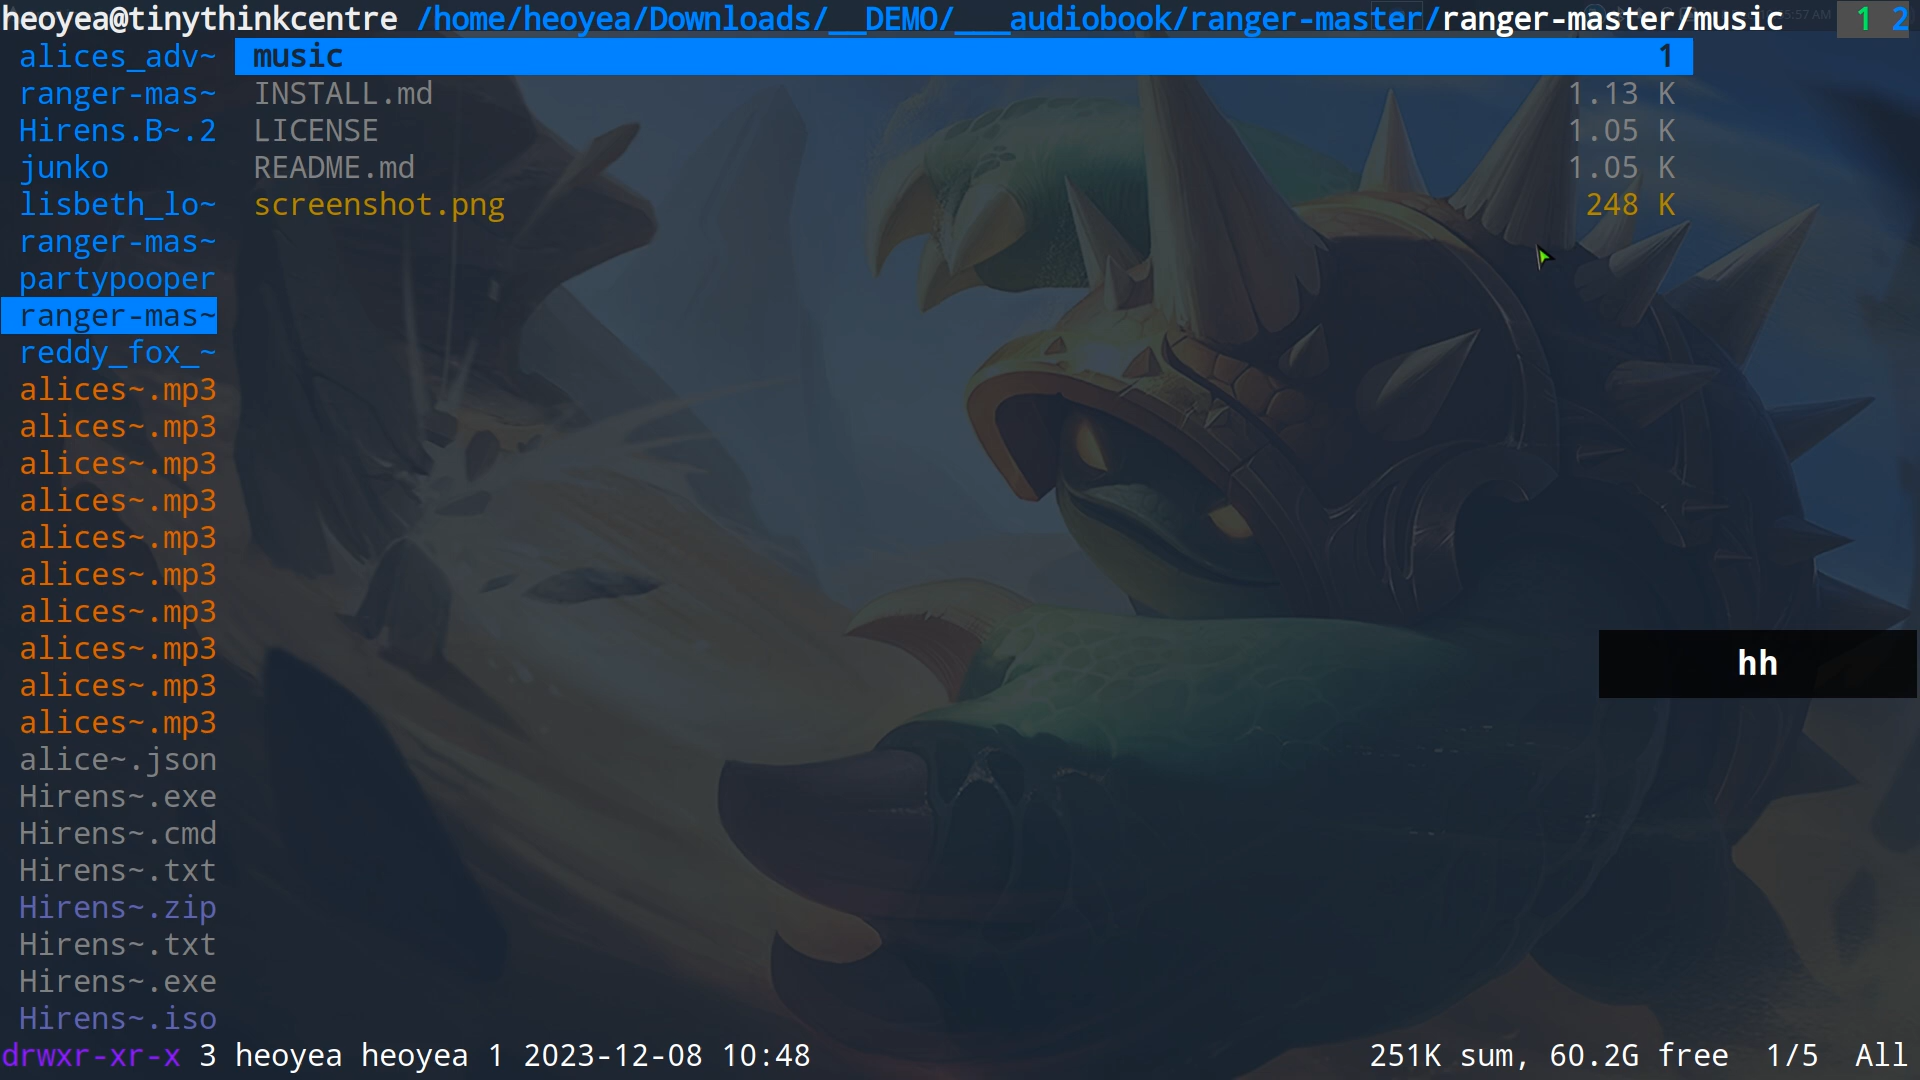 heoyea@tinythinkcentre /home/heoyea/Downloads/__DEMO/___audiobook/ranger-master/ranger-master/music 1 2
alices_adv~ music 1
ranger-mas~ INSTALL.md 1.13 K
Hirens.B~.2 LICENSE 1.05 K
junko README.md 1.05 K
lisbeth_lo~ screenshot.png 248 K
ranger-mas~
partypooper
ranger-mas~
reddy_fox_~
alices~.mp3
alices~.mp3
alices~.mp3
alices~.mp3
alices~.mp3
alices~.mp3
alices~.mp3
alices~.mp3
alices~.mp3
alices~.mp3
hh
alice~.json
Hirens~.exe
Hirens~.cmd
Hirens~.txt
Hirens~.zip
Hirens~.txt
Hirens~.exe
Hirens~.iso
drwxr-xr-x 3 heoyea heoyea 1 2023-12-08 10:48 251K sum, 60.2G free 1/5 All